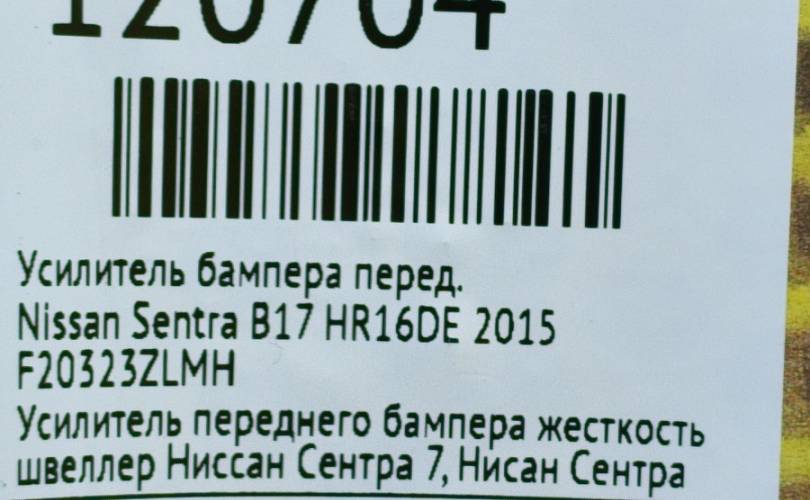 120704
Усилитель бампера перед.
Nissan Sentra B17 HR16DE 2015
F20323ZLMH
Усилитель переднего бампера жесткость
швеллер Ниссан Сентра 7, Нисан Сентра